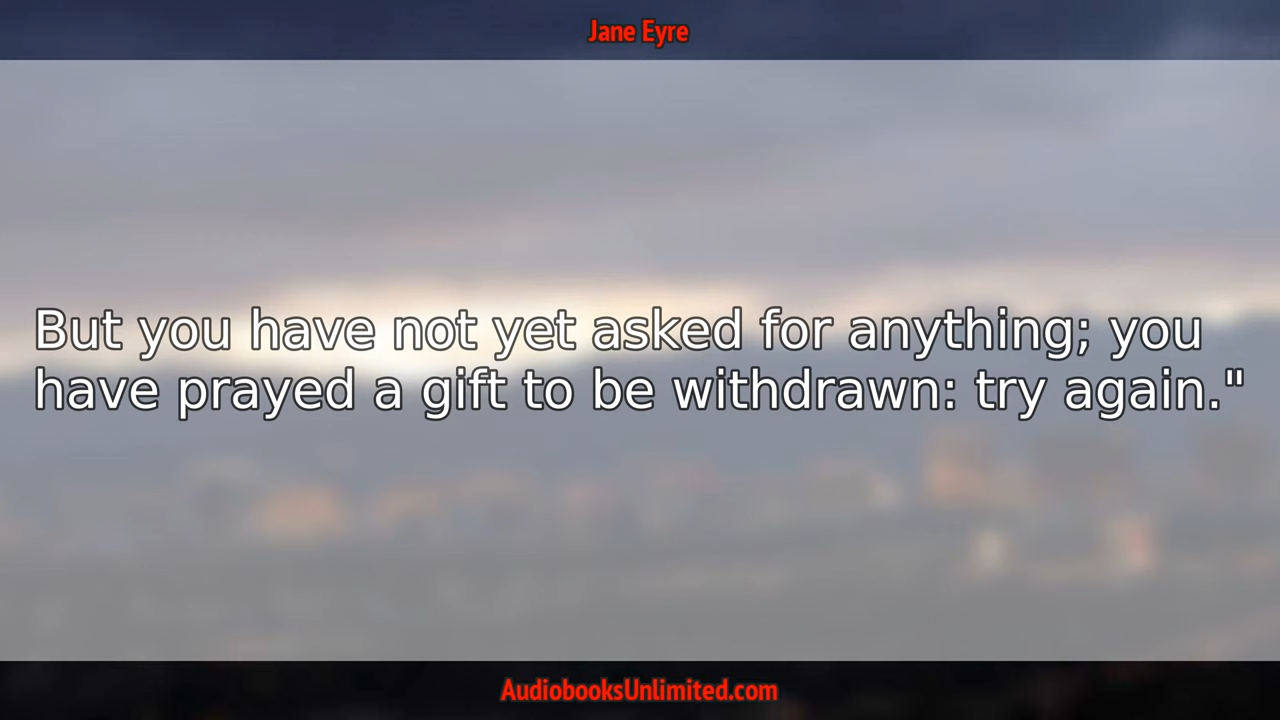 Jane Eyre
But you have not yet asked for anything; you
have prayed a gift to be withdrawn: try again."
AudiobooksUnlimited.com